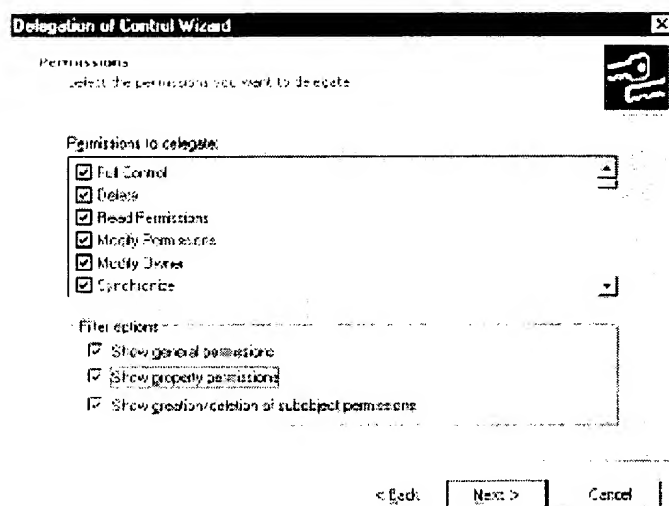 Delegation of Control Wizard
Permissions
Select the permissions you want to delegate
Permissions to delegate:
Full Control
Delete
Read Permissions
Modify Permissions
Modify Owner
Synchronize
Filter options
Show general permissions
Show property permissions
Show creation/deletion of subobject permissions
< Back
Next >
Cancel